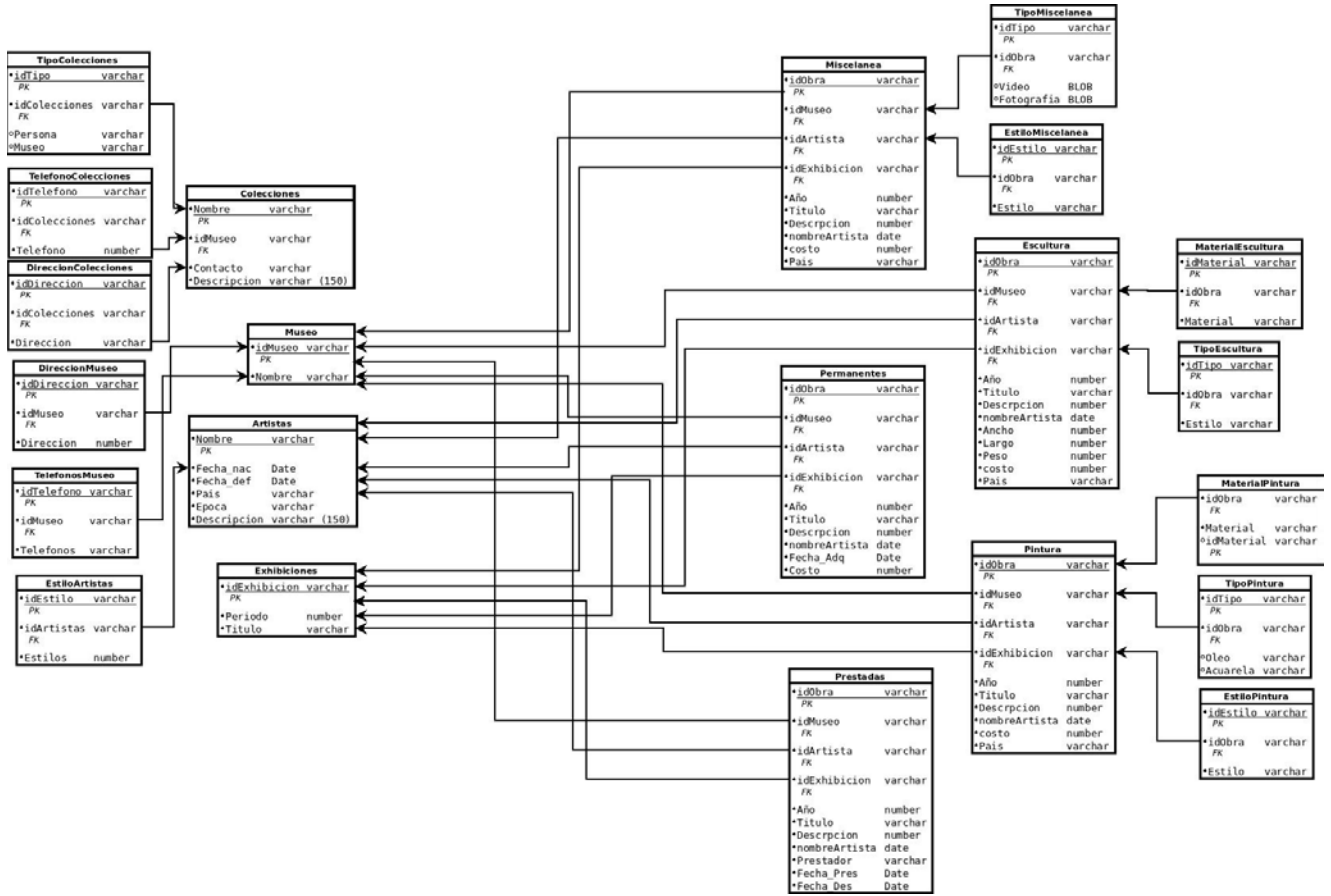 TipoColecciones
idTipo varchar
PK
idColecciones varchar
FK
Persona varchar
Museo varchar
TelefonoColecciones
idTelefono varchar
PK
idColecciones varchar
FK
Telefono number
DireccionColecciones
idDireccion varchar
PK
idColecciones varchar
FK
Direccion varchar
DireccionMuseo
idDireccion varchar
PK
idMuseo varchar
FK
Direccion number
TelefonosMuseo
idTelefono varchar
PK
idMuseo varchar
FK
Telefonos varchar
EstiloArtistas
idEstilo varchar
PK
idArtistas varchar
FK
Estilos number
Colecciones
Nombre varchar
PK
idMuseo varchar
FK
Contacto varchar
Descripcion varchar (150)
Museo
idMuseo varchar
PK
Nombre varchar
Artistas
Nombre varchar
PK
Fecha_nac Date
Fecha_def Date
Pais varchar
Epoca varchar
Descripcion varchar (150)
Exhibiciones
idExhibicion varchar
PK
Periodo number
Titulo varchar
Miscelanea
idObra varchar
PK
idMuseo varchar
FK
idArtista varchar
FK
idExhibicion varchar
FK
Año number
Titulo varchar
Descrpcion number
nombreArtista date
costo number
Pais varchar
Permanentes
idObra varchar
PK
idMuseo varchar
FK
idArtista varchar
FK
idExhibicion varchar
FK
Año number
Titulo varchar
Descrpcion number
nombreArtista date
Fecha_Adq Date
Costo number
Prestadas
idObra varchar
PK
idMuseo varchar
FK
idArtista varchar
FK
idExhibicion varchar
FK
Año number
Titulo varchar
Descrpcion number
nombreArtista date
Prestador varchar
Fecha_Pres Date
Fecha_Des Date
TipoMiscelanea
idTipo varchar
PK
idObra varchar
FK
Video BLOB
Fotografia BLOB
EstiloMiscelanea
idEstilo varchar
PK
idObra varchar
FK
Estilo varchar
Escultura
idObra varchar
PK
idMuseo varchar
FK
idArtista varchar
FK
idExhibicion varchar
FK
Año number
Titulo varchar
Descrpcion number
nombreArtista date
Ancho number
Largo number
Peso number
costo number
Pais varchar
Pintura
idObra varchar
PK
idMuseo varchar
FK
idArtista varchar
FK
idExhibicion varchar
FK
Año number
Titulo varchar
Descrpcion number
nombreArtista date
costo number
Pais varchar
MaterialEscultura
idMaterial varchar
PK
idObra varchar
FK
Material varchar
TipoEscultura
idTipo varchar
PK
idObra varchar
FK
Estilo varchar
MaterialPintura
idObra varchar
FK
Material varchar
idMaterial varchar
PK
TipoPintura
idTipo varchar
PK
idObra varchar
FK
Oleo varchar
Acuarela varchar
EstiloPintura
idEstilo varchar
PK
idObra varchar
FK
Estilo varchar